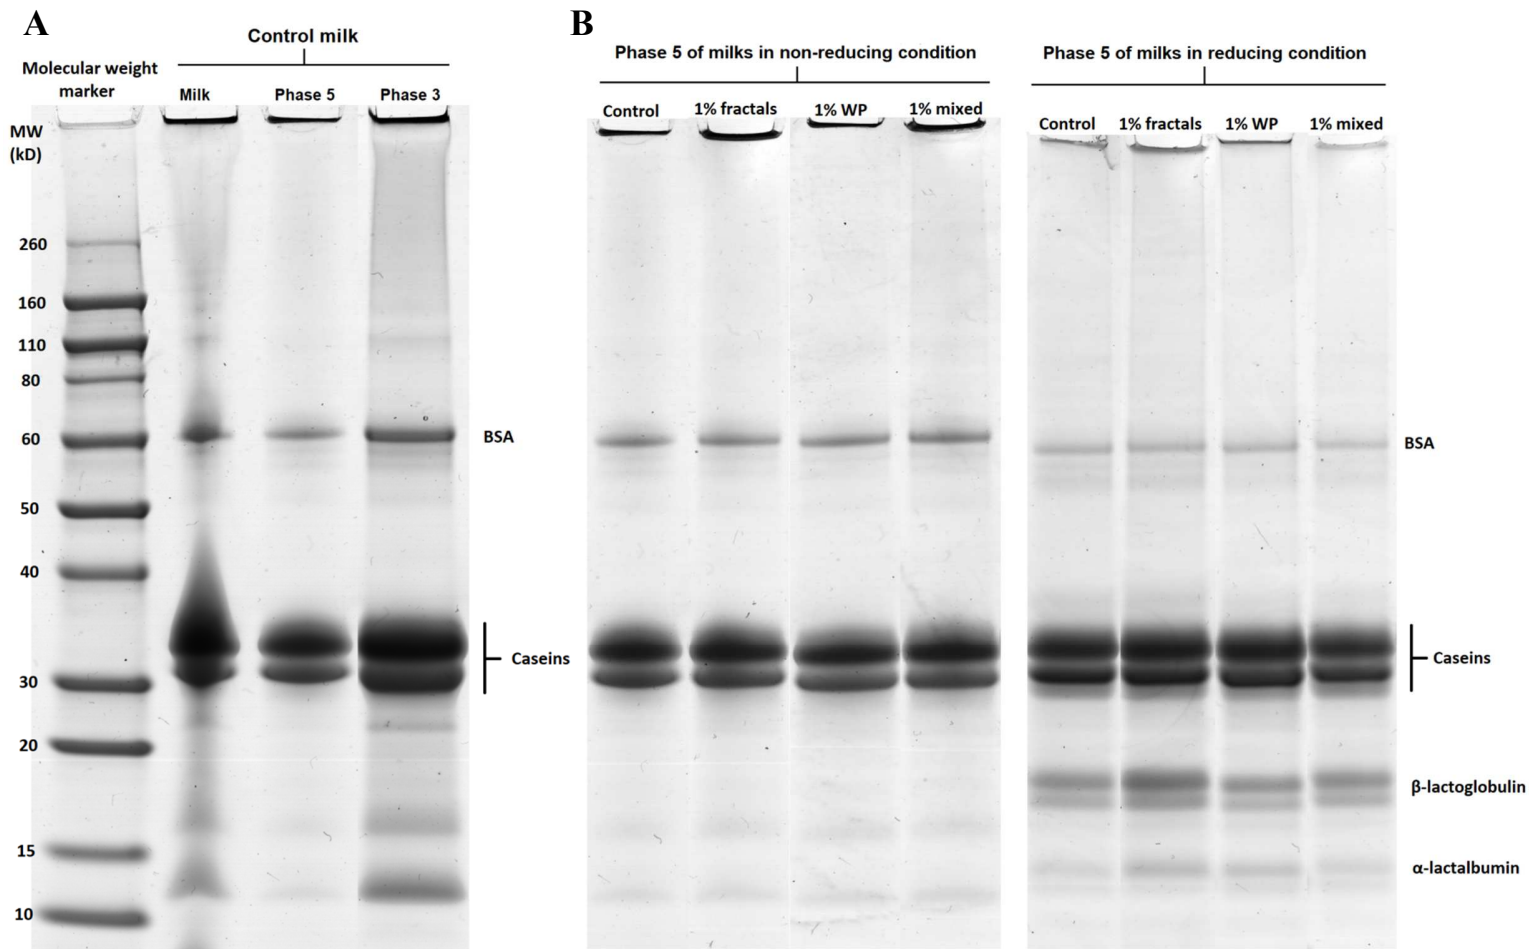 A
Control milk
Molecular weight
marker
Milk
Phase 5
Phase 3
MW
(kD)
260
160
110
80
60
50
40
30
20
15
10
BSA
Caseins
B
Phase 5 of milks in non-reducing condition
Control
1% fractals
1% WP
1% mixed
Phase 5 of milks in reducing condition
Control
1% fractals
1% WP
1% mixed
BSA
Caseins
β-lactoglobulin
α-lactalbumin